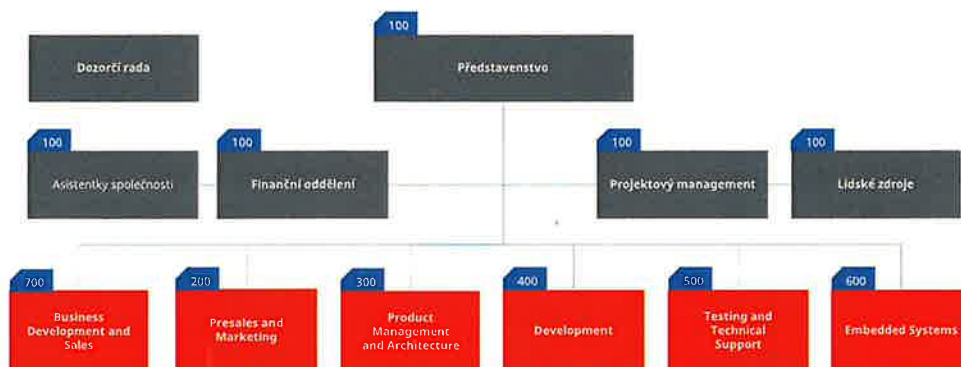 100
Dozorčí rada
Představenstvo
100
100
100
100
Asistentky společnosti
Finanční oddělení
Projektový management
Lidské zdroje
700
200
300
400
500
600
Business
Development and
Sales
Presales and
Marketing
Product
Management
and Architecture
Development
Testing and
Technical
Support
Embedded Systems